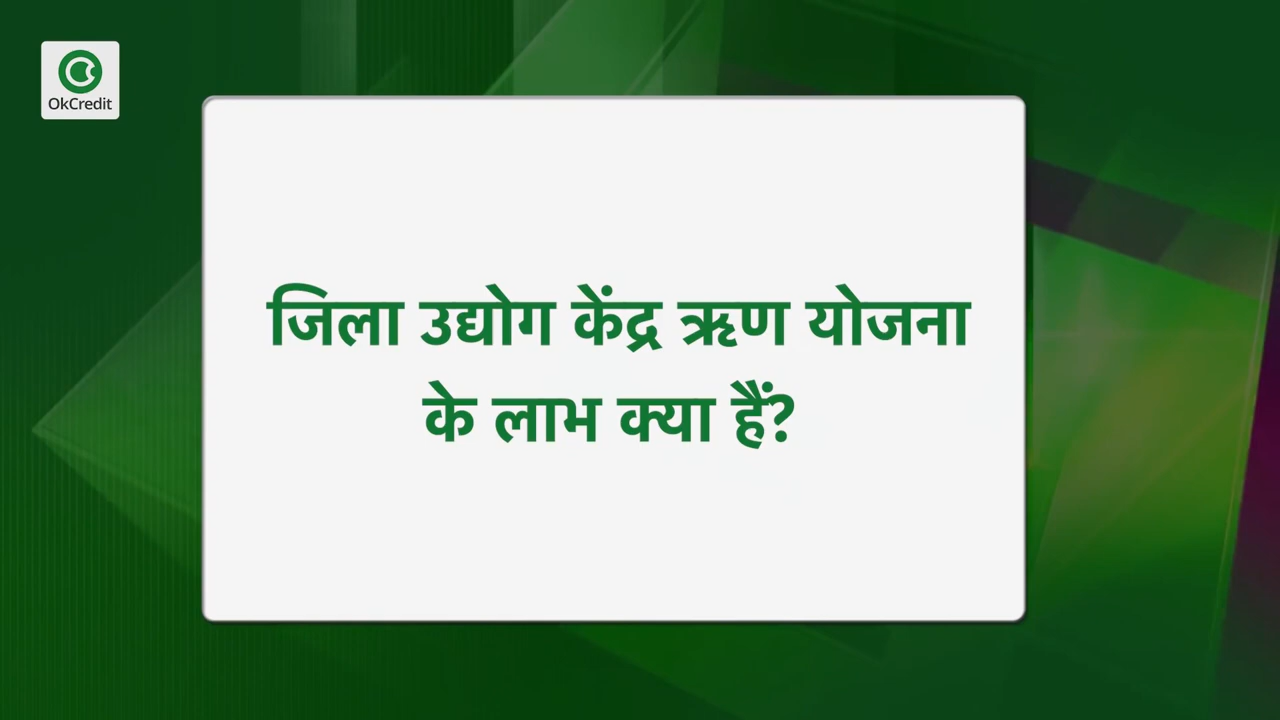 OkCredit
जिला उद्योग केंद्र ऋण योजना
के लाभ क्या हैं?